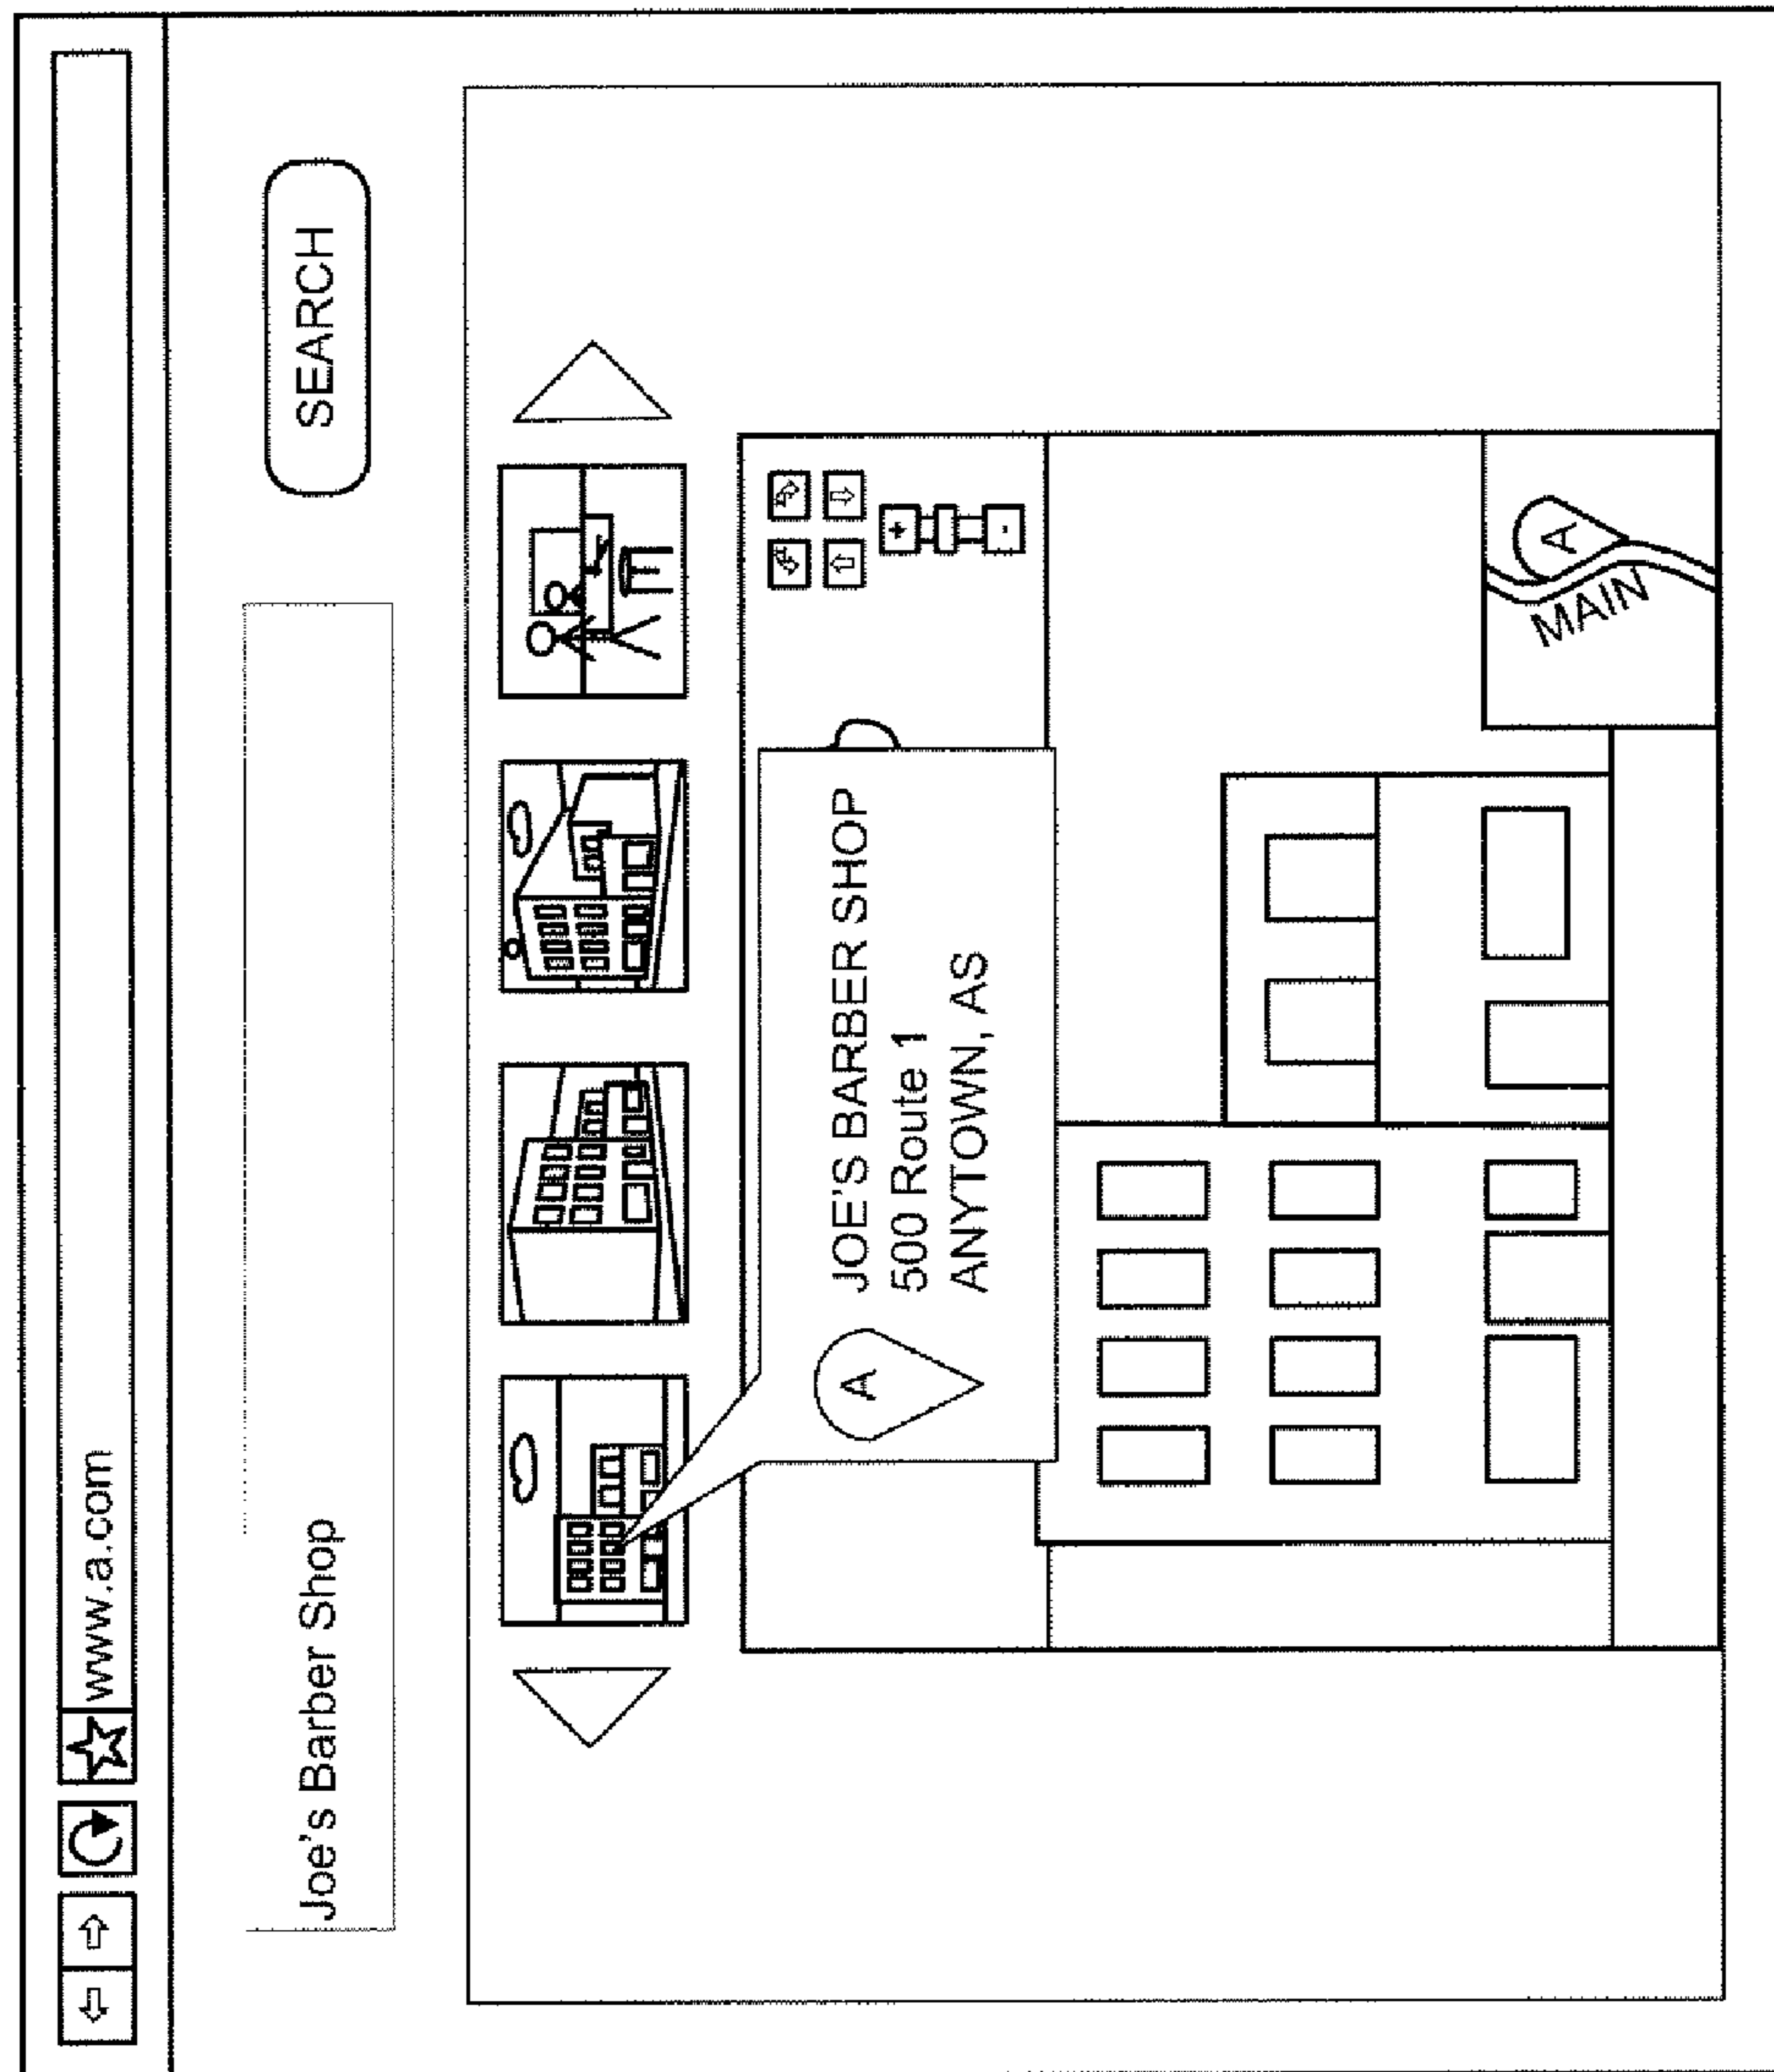 www.a.com
Joe's Barber Shop
SEARCH
A
JOE'S BARBER SHOP
500 Route 1
ANYTOWN, AS
+
-
A
MAIN